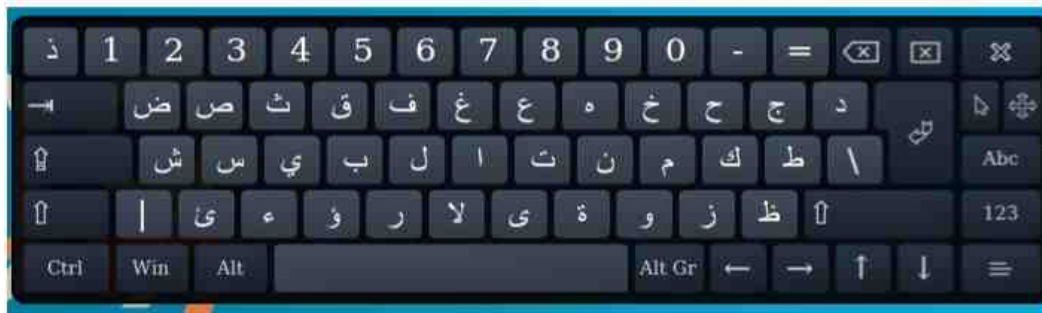 ذ 1 2 3 4 5 6 7 8 9 0 - =
ض ص ث ق ف غ ع ه خ ح ج د
ش س ي ب ل ا ت ن م ك ط \ Abc
| ئ ء ؤ ر لا ى ة و ز ظ 123
Ctrl Win Alt Alt Gr ← → ↑ ↓